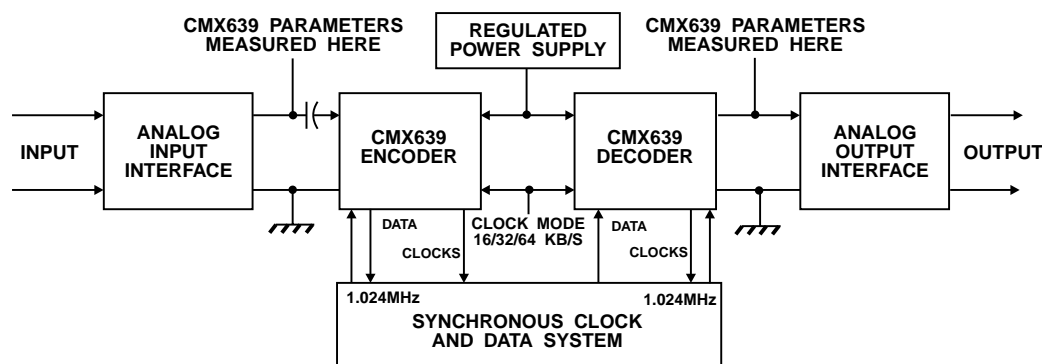 CMX639 PARAMETERS
MEASURED HERE
REGULATED
POWER SUPPLY
CMX639 PARAMETERS
MEASURED HERE
INPUT
ANALOG
INPUT
INTERFACE
CMX639
ENCODER
CMX639
DECODER
ANALOG
OUTPUT
INTERFACE
OUTPUT
DATA
CLOCKS
CLOCK MODE
16/32/64 KB/S
DATA
CLOCKS
1.024MHz
1.024MHz
SYNCHRONOUS CLOCK
AND DATA SYSTEM